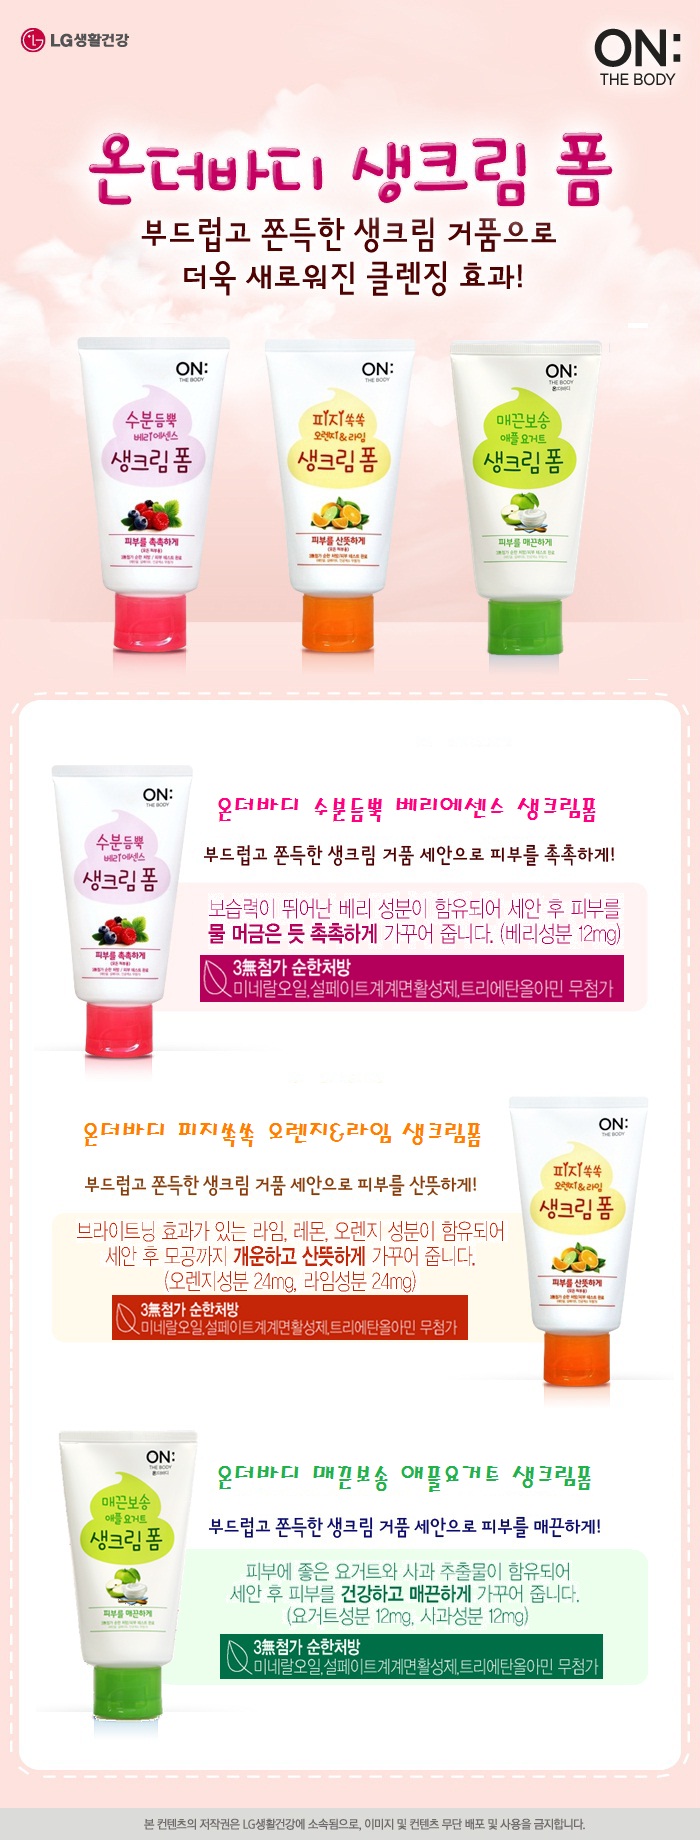 LG생활건강
ON:
THE BODY
온더바디 생크림 폼
부드럽고 쫀득한 생크림 거품으로
더욱 새로워진 클렌징 효과!
ON:
THE BODY
수분듬뿍
베리에센스
생크림 폼
피부를 촉촉하게
ON:
THE BODY
피지쏙쏙
오렌지&라임
생크림 폼
피부를 산뜻하게
ON:
THE BODY
매끈보송
애플요거트
생크림 폼
피부를 매끈하게
ON:
THE BODY
수분듬뿍
베리에센스
생크림 폼
피부를 촉촉하게
온더바디 수분듬뿍 베리에센스 생크림폼
부드럽고 쫀득한 생크림 거품 세안으로 피부를 촉촉하게!
보습력이 뛰어난 베리 성분이 함유되어 세안 후 피부를
물 머금은 듯 촉촉하게 가꾸어 줍니다. (베리성분 12mg)
3無첨가 순한처방
미네랄오일,설페이트계계면활성제,트리에탄올아민 무첨가
온더바디 피지쏙쏙 오렌지&라임 생크림폼
부드럽고 쫀득한 생크림 거품 세안으로 피부를 산뜻하게!
브라이트닝 효과가 있는 라임, 레몬, 오렌지 성분이 함유되어
세안 후 모공까지 개운하고 산뜻하게 가꾸어 줍니다.
(오렌지성분 24mg, 라임성분 24mg)
3無첨가 순한처방
미네랄오일,설페이트계계면활성제,트리에탄올아민 무첨가
ON:
THE BODY
피지쏙쏙
오렌지&라임
생크림 폼
피부를 산뜻하게
ON:
THE BODY
매끈보송
애플요거트
생크림 폼
피부를 매끈하게
온더바디 매끈보송 애플요거트 생크림폼
부드럽고 쫀득한 생크림 거품 세안으로 피부를 매끈하게!
피부에 좋은 요거트와 사과 추출물이 함유되어
세안 후 피부를 건강하고 매끈하게 가꾸어 줍니다.
(요거트성분 12mg, 사과성분 12mg)
3無첨가 순한처방
미네랄오일,설페이트계계면활성제,트리에탄올아민 무첨가
본 컨텐츠의 저작권은 LG생활건강에 소속됨으로, 이미지 및 컨텐츠 무단 배포 및 사용을 금지합니다.